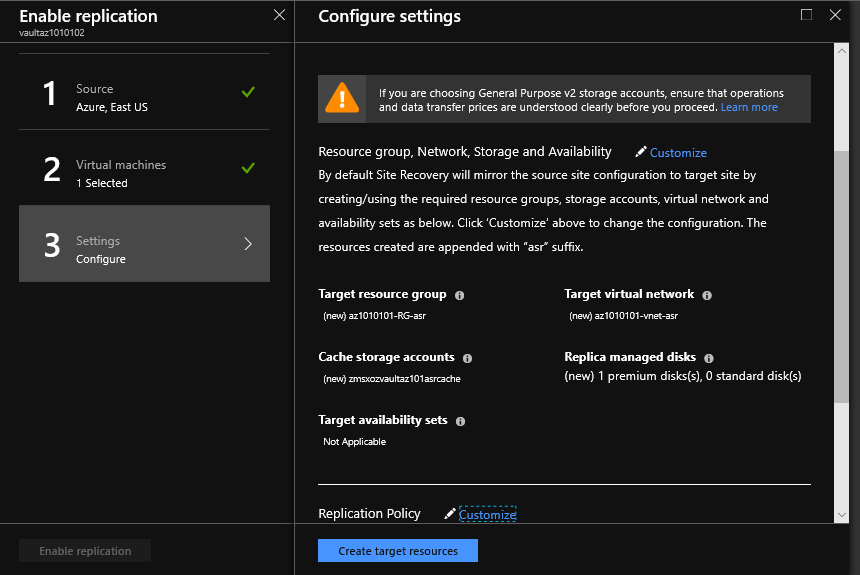 Enable replication
vaultaz1010102
1
Source
Azure, East US
2
Virtual machines
1 Selected
3
Settings
Configure
Enable replication
Configure settings
If you are choosing General Purpose v2 storage accounts, ensure that operations
and data transfer prices are understood clearly before you proceed. Learn more
Resource group, Network, Storage and Availability
Customize
By default Site Recovery will mirror the source site configuration to target site by
creating/using the required resource groups, storage accounts, virtual network and
availability sets as below. Click 'Customize' above to change the configuration. The
resources created are appended with "asr" suffix.
Target resource group
(new) az1010101-RG-asr
Target virtual network
(new) az1010101-vnet-asr
Cache storage accounts
(new) zmsxozvaultaz101asrcache
Replica managed disks
(new) 1 premium disks(s), 0 standard disk(s)
Target availability sets
Not Applicable
Replication Policy
Customize
Create target resources